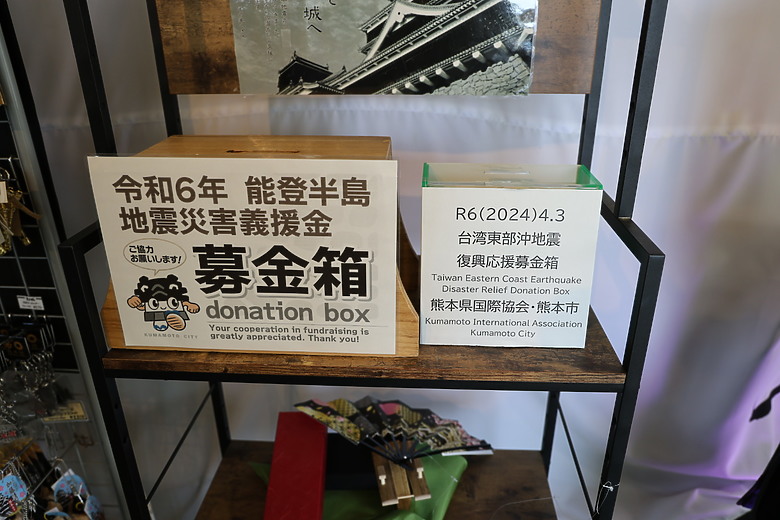 城へ
令和6年 能登半島
地震災害義援金
ご協力
お願いします!
募金箱
donation box
Your cooperation in fundraising is
greatly appreciated. Thank you!
KUMAMOTO CITY
R6(2024)4.3
台湾東部沖地震
復興応援募金箱
Taiwan Eastern Coast Earthquake
Disaster Relief Donation Box
熊本県国際協会・熊本市
Kumamoto International Association
Kumamoto City